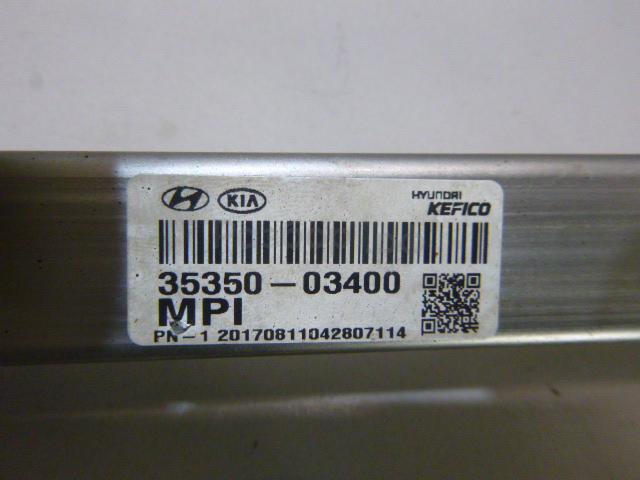 KIA
HYUNDAI
KEFICO
35350-03400
MPI
PN-1 20170811042807114